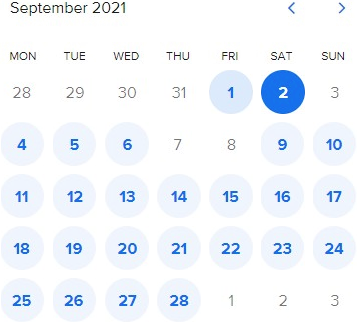 September 2021
MON TUE WED THU FRI SAT SUN
28 29 30 31 1 2 3
4 5 6 7 8 9 10
11 12 13 14 15 16 17
18 19 20 21 22 23 24
25 26 27 28 1 2 3